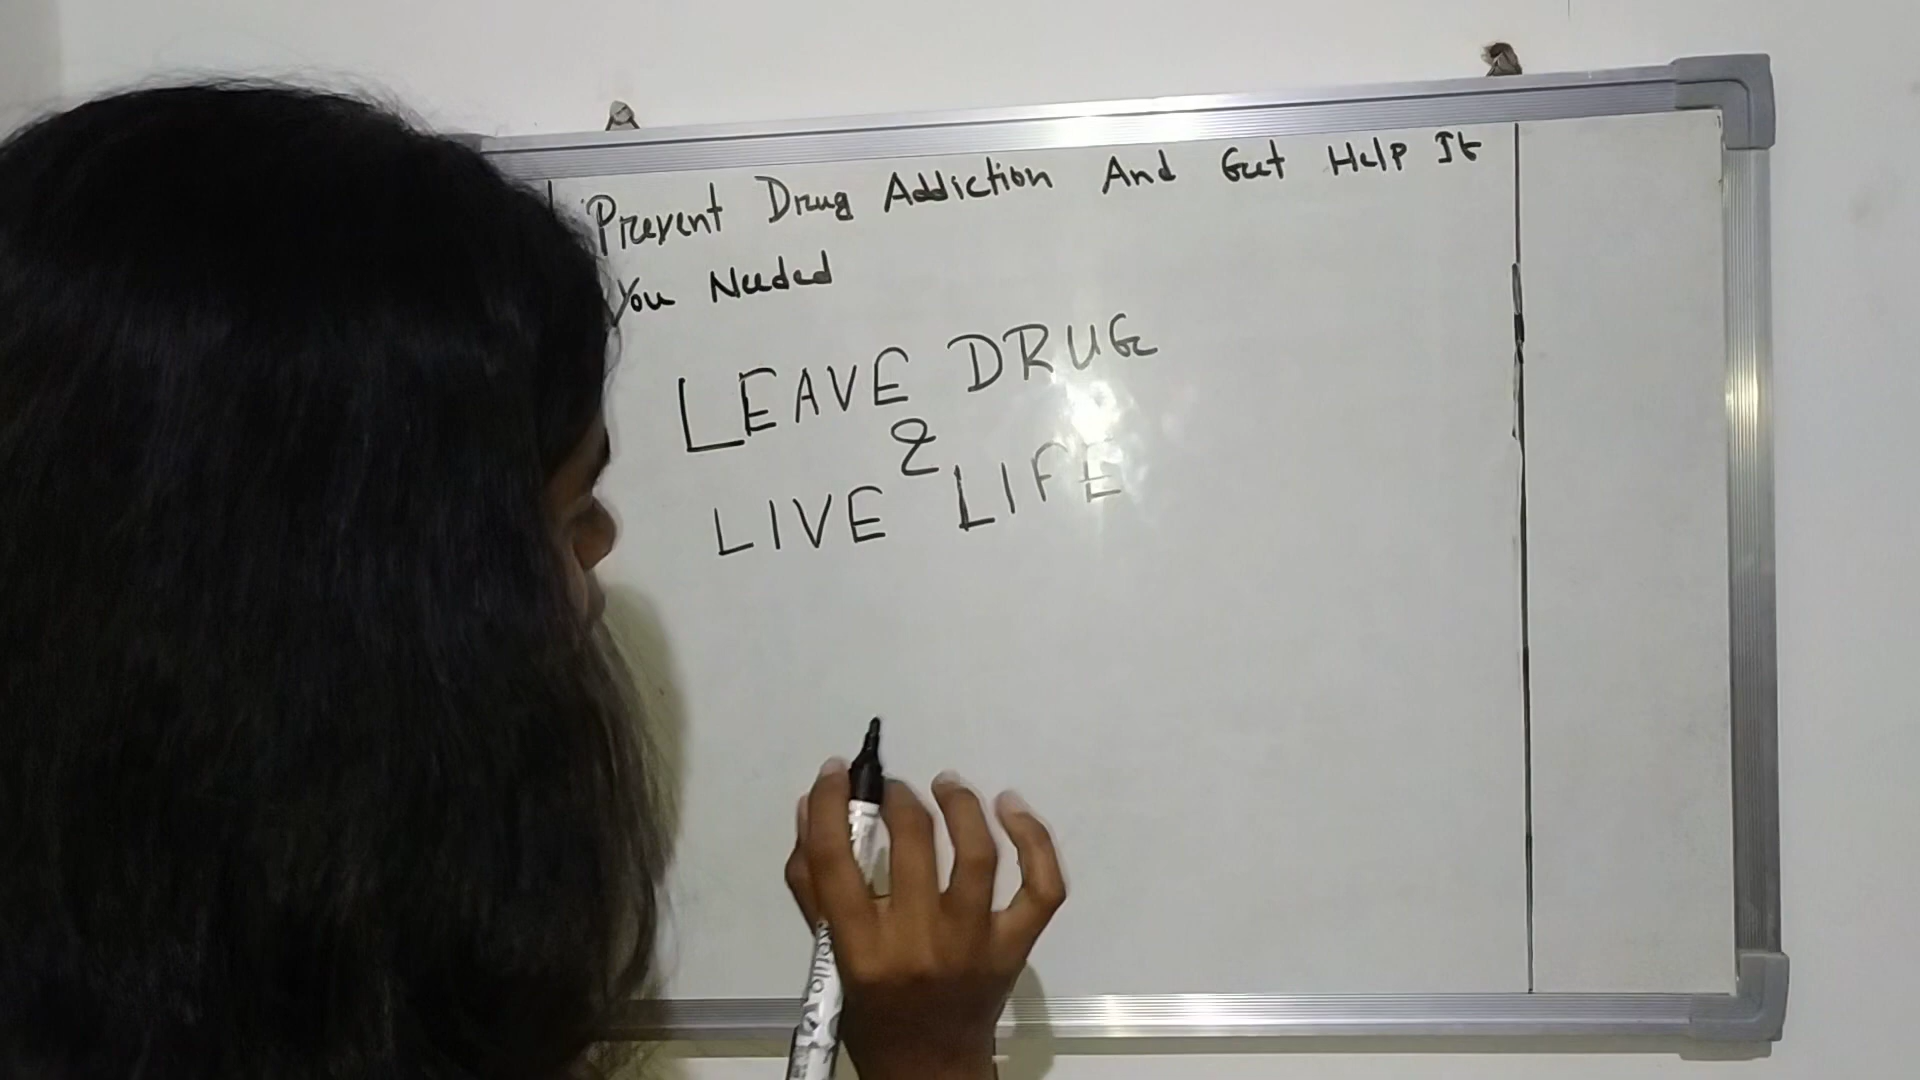 Prevent Drug Addiction And Get Help If
You Needed
LEAVE DRUG
&
LIVE LIFE